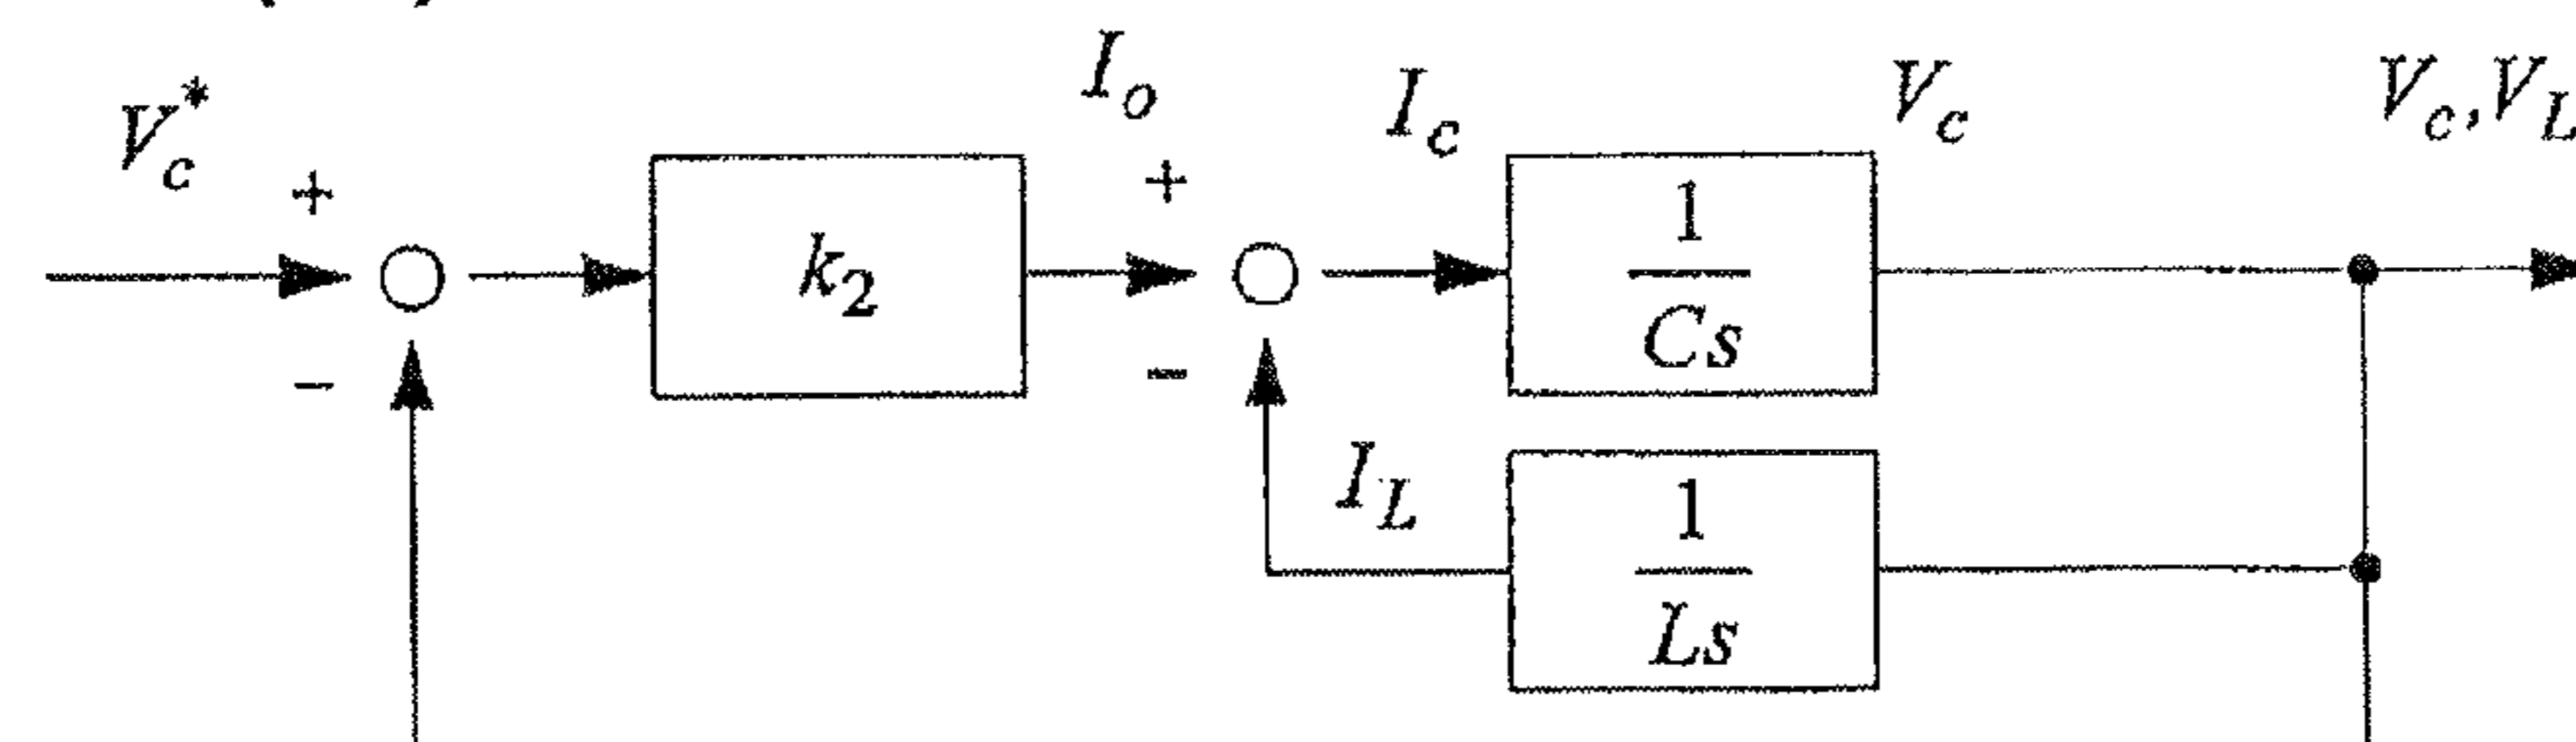 V_c^* + I_o + I_c V_c V_c, V_L
k_2
1
Cs
− −
I_L
1
Ls